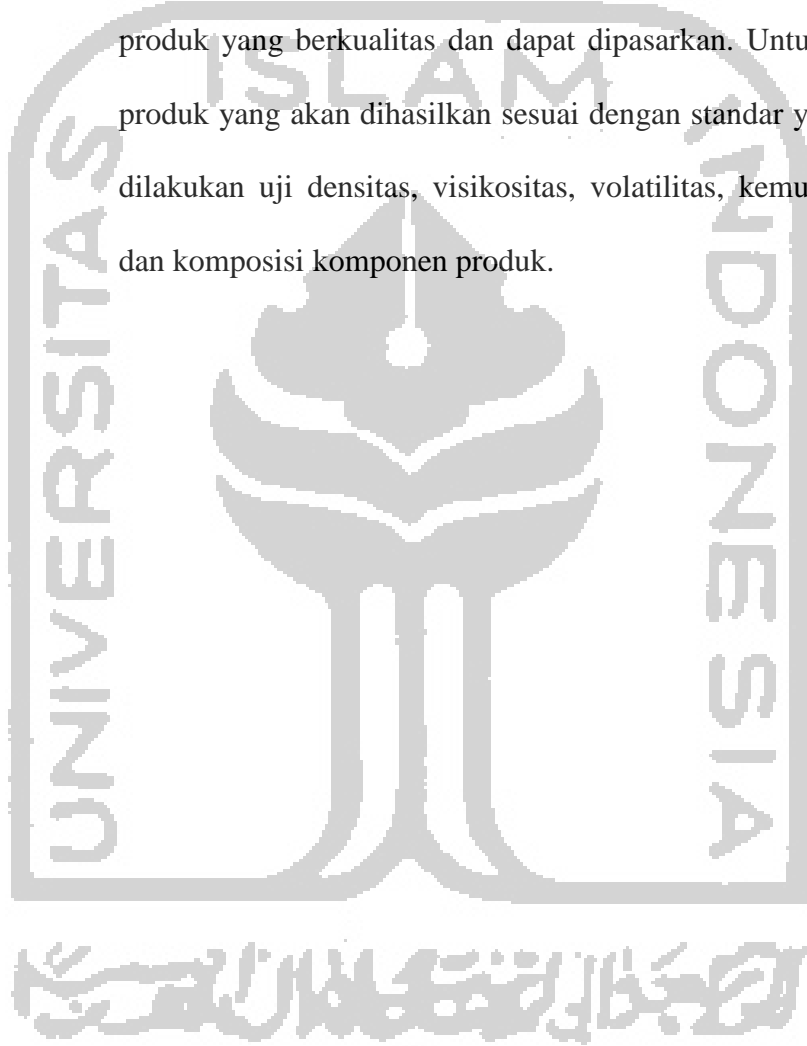 produk yang berkualitas dan dapat dipasarkan.
produk yang akan dihasilkan sesuai dengan standar
dilakukan uji densitas, visikositas, volatilitas,
dan komposisi komponen produk.
UNIVERSITAS
ISLAM
INDONESIA